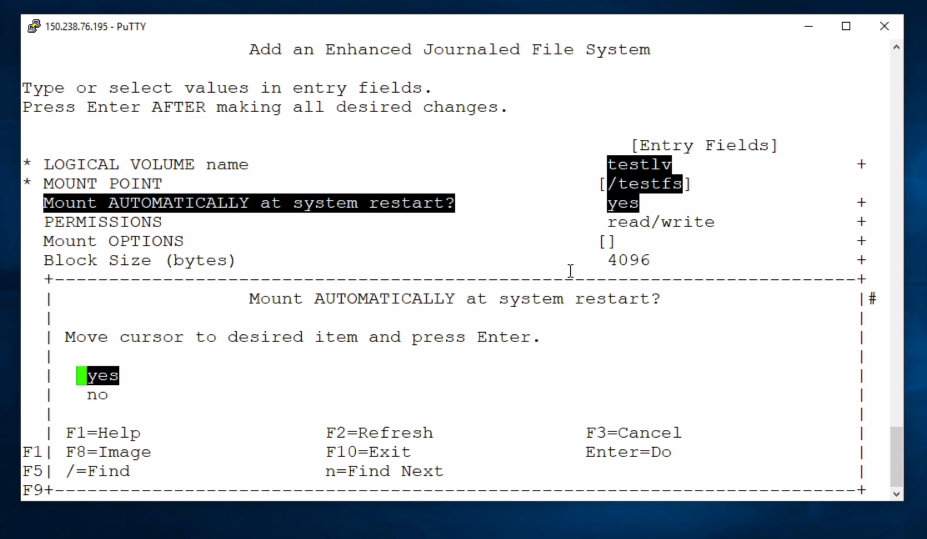 150.238.76.195 - PuTTY
Add an Enhanced Journaled File System
Type or select values in entry fields.
Press Enter AFTER making all desired changes.
[Entry Fields]
* LOGICAL VOLUME name testlv +
* MOUNT POINT [/testfs]
Mount AUTOMATICALLY at system restart? yes +
PERMISSIONS read/write +
Mount OPTIONS [] +
Block Size (bytes) 4096 +
+--------------------------------------------------------------------------+
| Mount AUTOMATICALLY at system restart? |#
| |
| Move cursor to desired item and press Enter. |
| |
| yes |
| no |
| |
| F1=Help F2=Refresh F3=Cancel |
F1| F8=Image F10=Exit Enter=Do |
F5| /=Find n=Find Next |
F9+--------------------------------------------------------------------------+